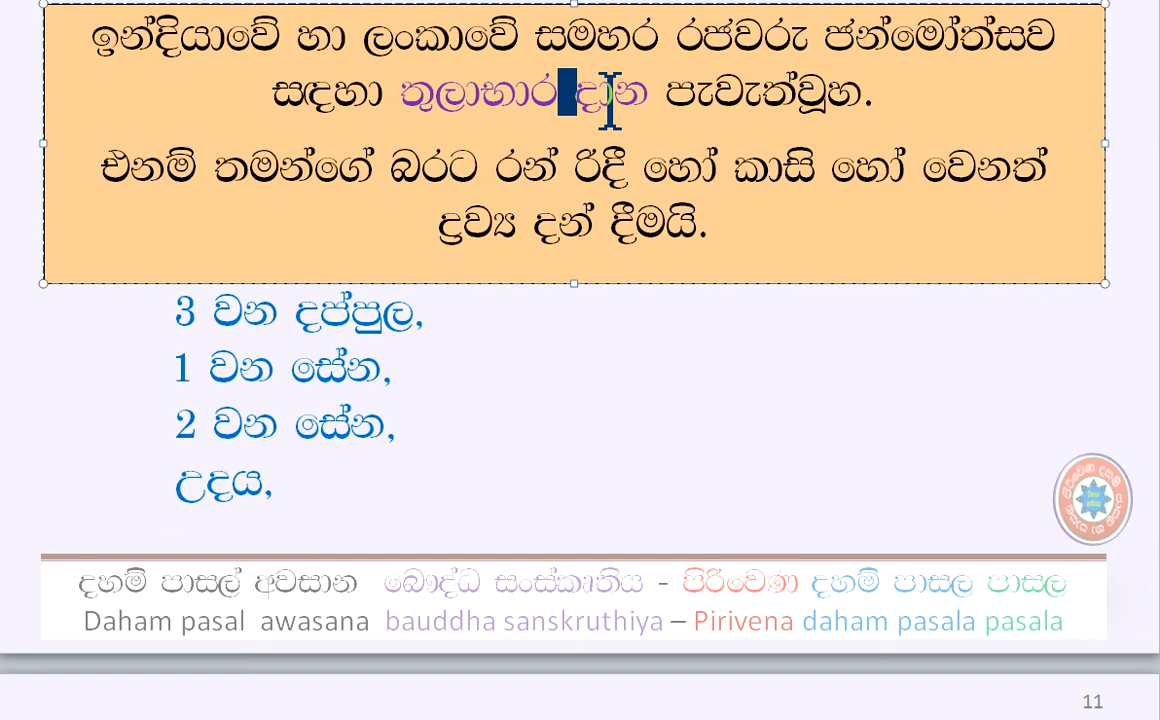 ඉන්දියාවේ හා ලංකාවේ සමහර රජවරු ජන්මෝත්සව
සඳහා තුලාභාර දාන පැවැත්වූහ.
එනම් තමන්ගේ බරට රන් රිදී හෝ කාසි හෝ වෙනත්
ද්‍රව්‍ය දන් දීමයි.
3 වන දප්පුල,
1 වන සේන,
2 වන සේන,
උදය,
දහම් පාසල් අවසාන බෞද්ධ සංස්කෘතිය - පිරිවෙණ දහම් පාසල පාසල
Daham pasal awasana bauddha sanskruthiya – Pirivena daham pasala pasala
11